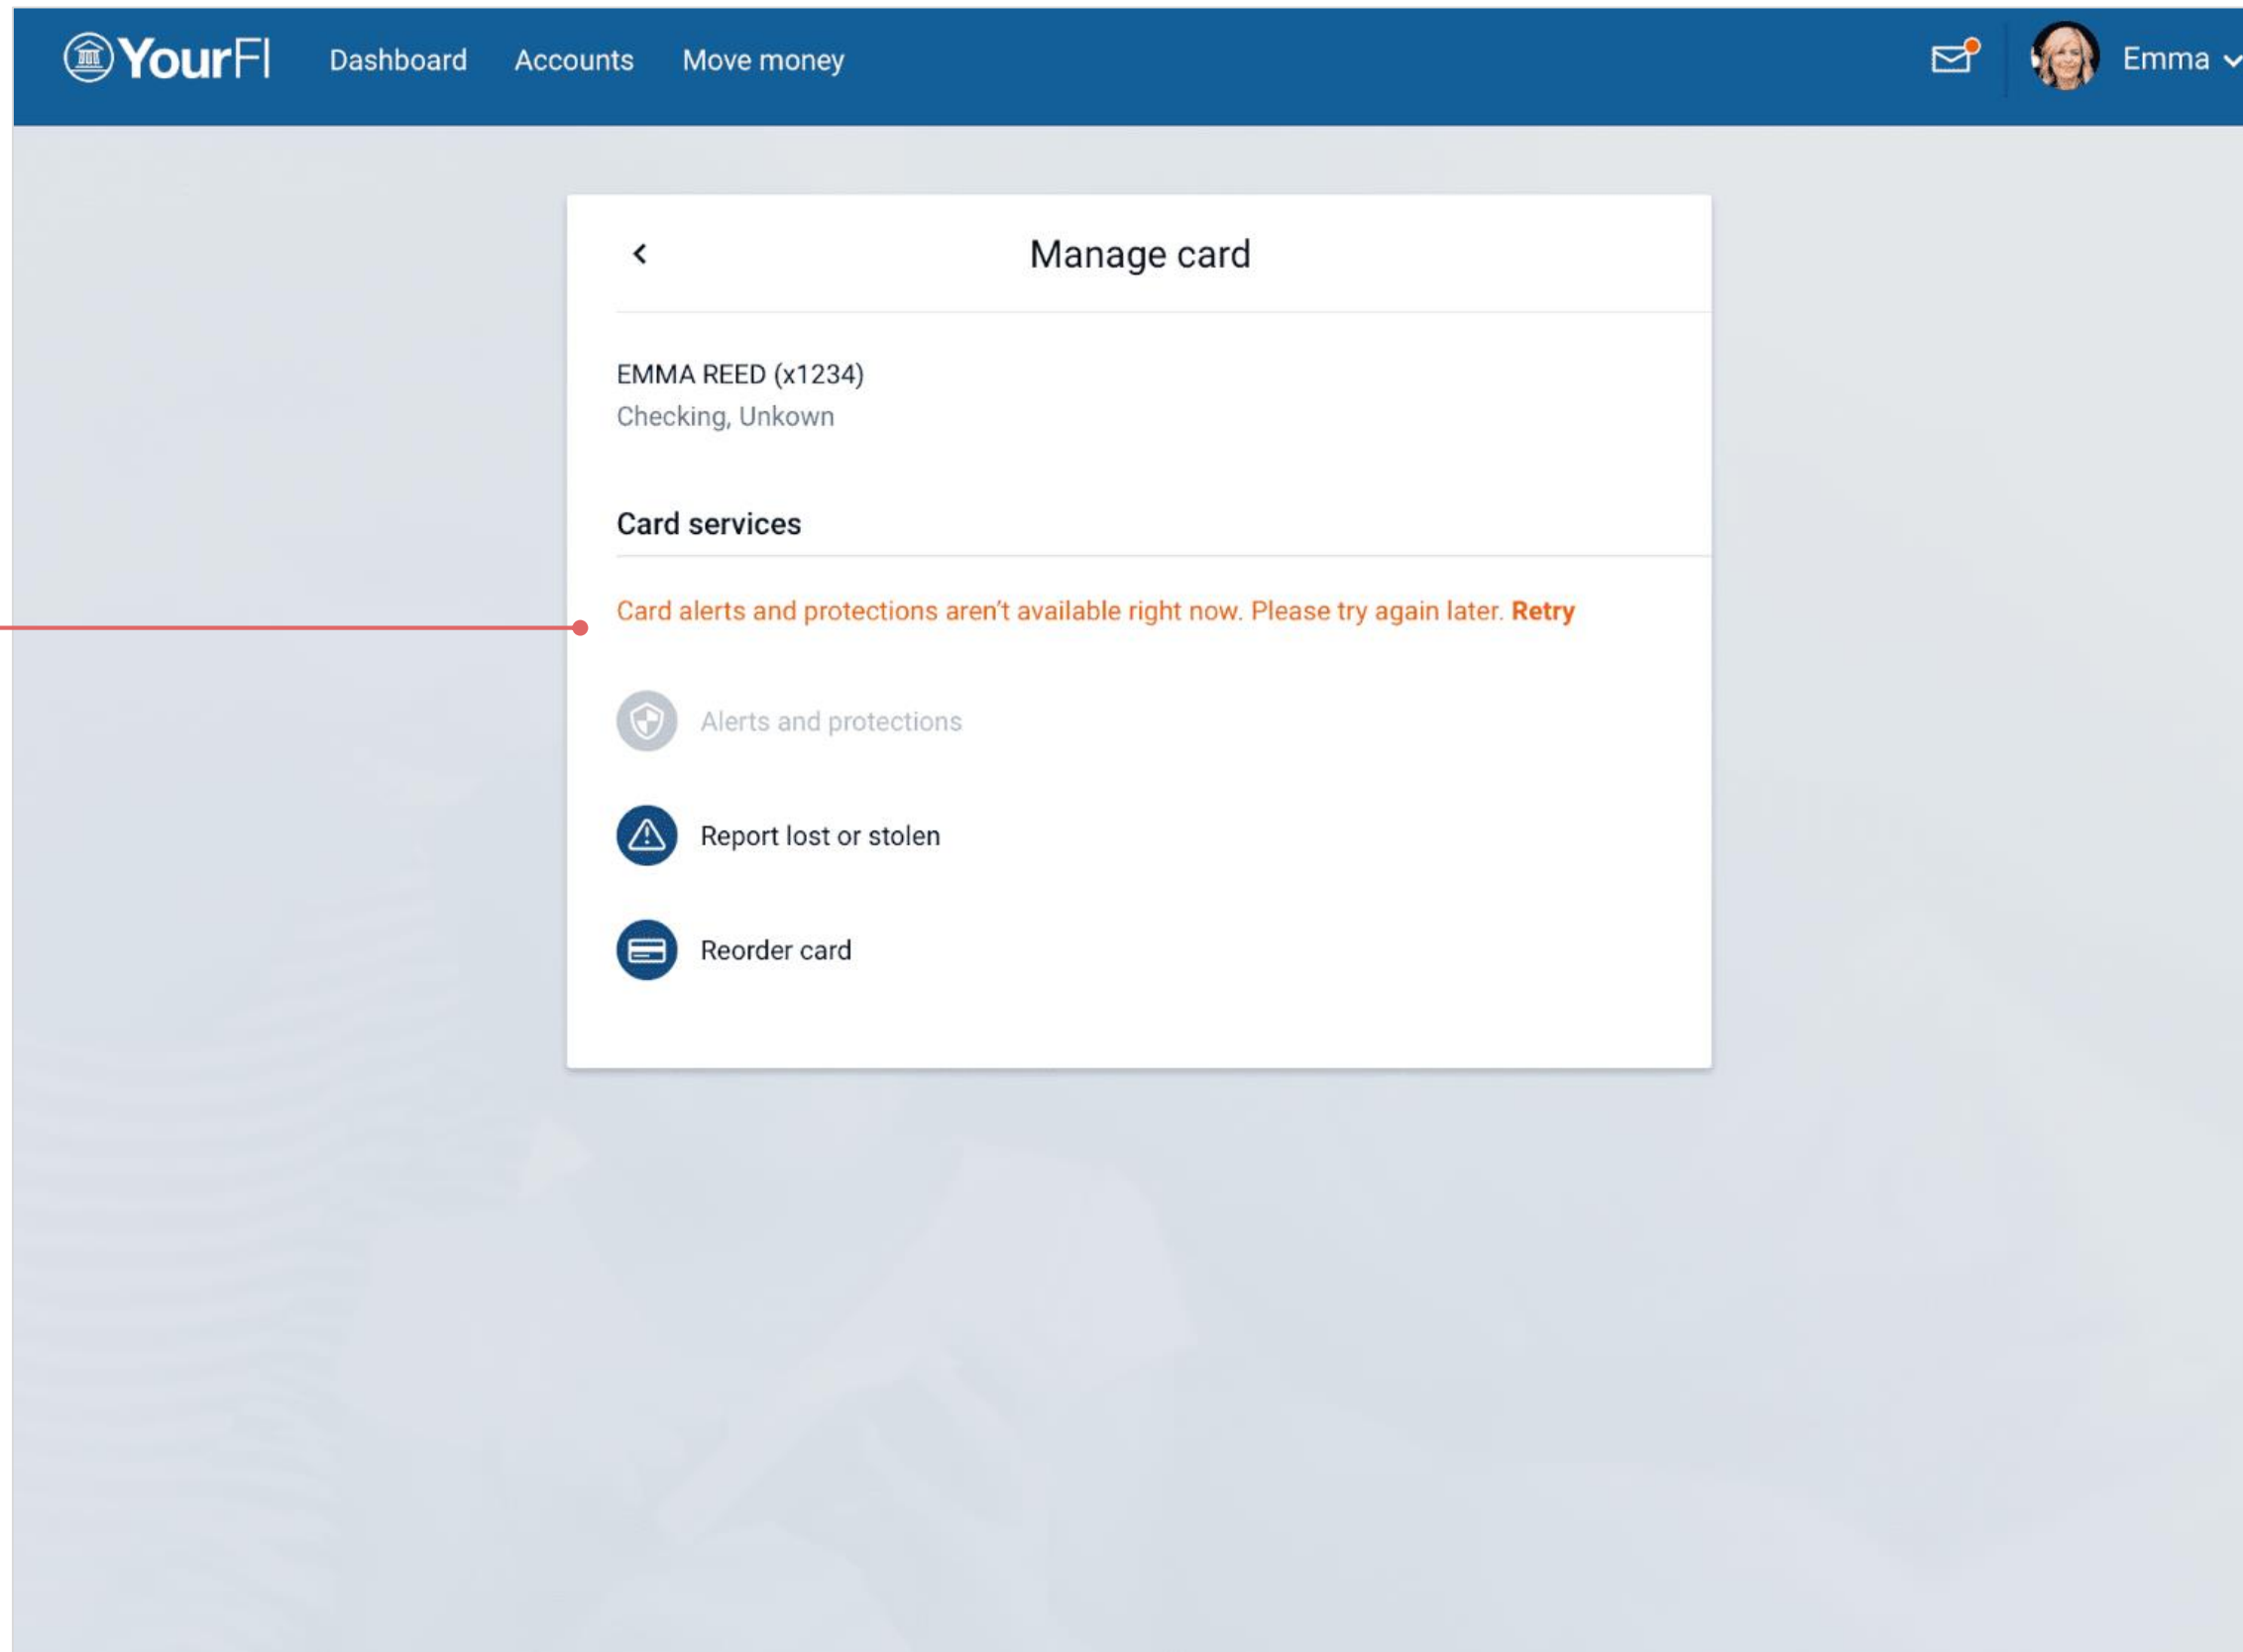 YourFI Dashboard Accounts Move money Emma
Manage card
EMMA REED (x1234)
Checking, Unkown
Card services
Card alerts and protections aren’t available right now. Please try again later. Retry
Alerts and protections
Report lost or stolen
Reorder card